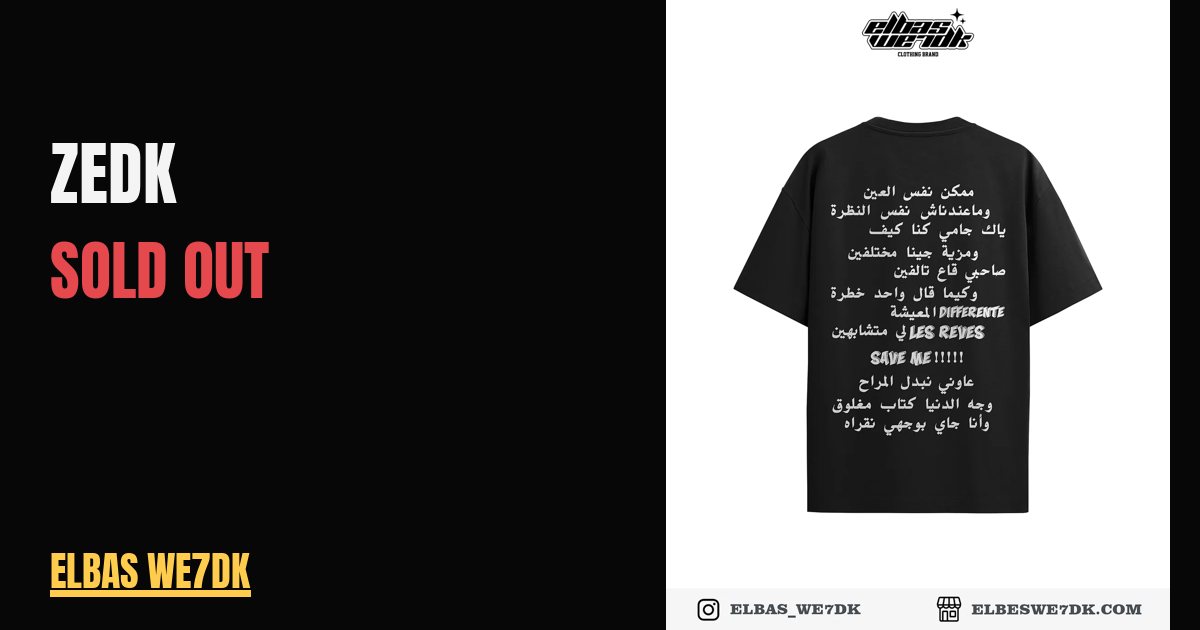 ZEDK
SOLD OUT
ELBAS WE7DK
elbas
we7dk
CLOTHING BRAND
ممكن نفس العين
وماعندناش نفس النظرة
ياك جامي كنا كيف
ومزية جينا مختلفين
صاحبي قاع تالفين
وكيما قال واحد خطرة
المعيشة DIFFERENTE
لي متشابهين LES REVES
SAVE ME!!!!!
عاوني نبدل المراح
وجه الدنيا كتاب مغلوق
وأنا جاي بوجهي نقراه
ELBAS_WE7DK
ELBESWE7DK.COM